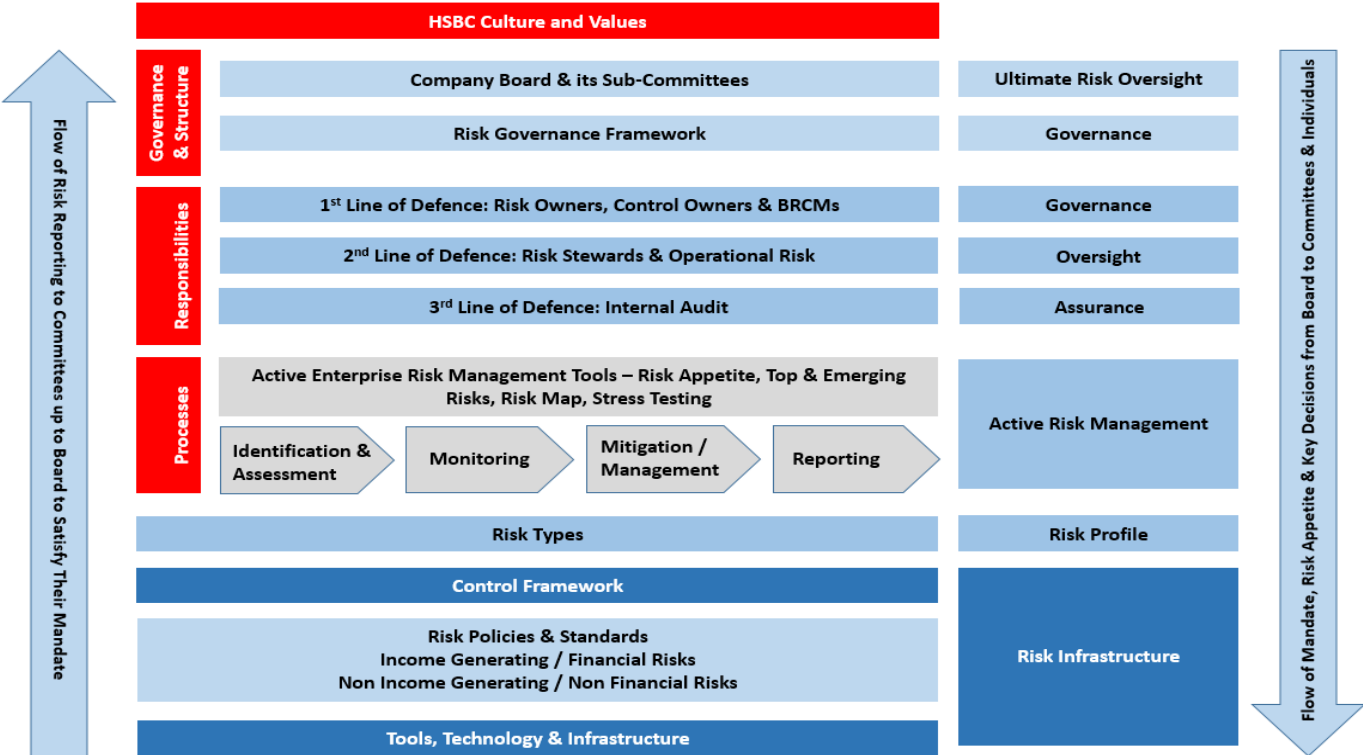 HSBC Culture and Values
Flow of Risk Reporting to Committees up to Board to Satisfy Their Mandate
Governance
& Structure
Company Board & its Sub-Committees
Ultimate Risk Oversight
Risk Governance Framework
Governance
Responsibilities
1st Line of Defence: Risk Owners, Control Owners & BRCMs
Governance
2nd Line of Defence: Risk Stewards & Operational Risk
Oversight
3rd Line of Defence: Internal Audit
Assurance
Processes
Active Enterprise Risk Management Tools – Risk Appetite, Top & Emerging
Risks, Risk Map, Stress Testing
Identification &
Assessment
Monitoring
Mitigation /
Management
Reporting
Active Risk Management
Risk Types
Risk Profile
Control Framework
Risk Policies & Standards
Income Generating / Financial Risks
Non Income Generating / Non Financial Risks
Risk Infrastructure
Tools, Technology & Infrastructure
Flow of Mandate, Risk Appetite & Key Decisions from Board to Committees & Individuals